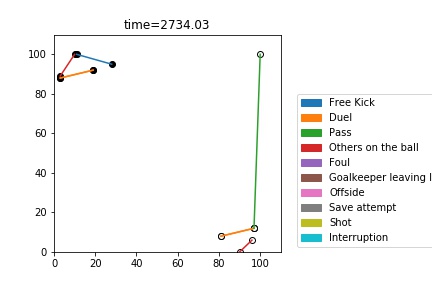 time=2734.03
100
80
60
40
20
0
0 20 40 60 80 100
Free Kick
Duel
Pass
Others on the ball
Foul
Goalkeeper leaving l
Offside
Save attempt
Shot
Interruption